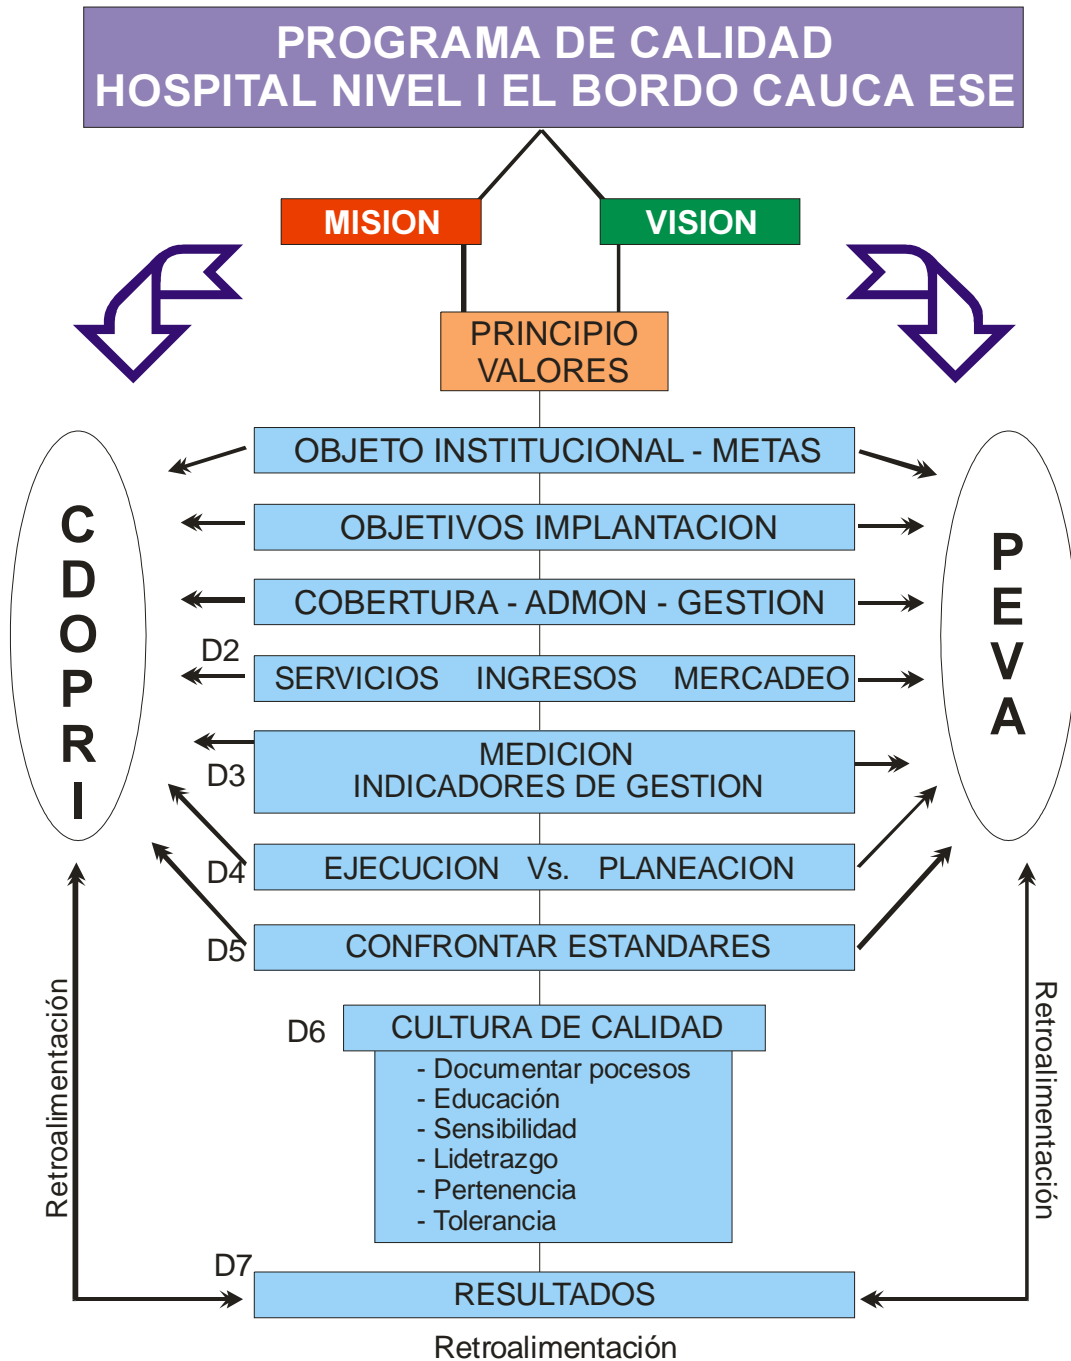 PROGRAMA DE CALIDAD
HOSPITAL NIVEL I EL BORDO CAUCA ESE
MISION
VISION
PRINCIPIO
VALORES
OBJETO INSTITUCIONAL - METAS
OBJETIVOS IMPLANTACION
COBERTURA - ADMON - GESTION
D2
SERVICIOS INGRESOS MERCADEO
D3
MEDICION
INDICADORES DE GESTION
D4
EJECUCION Vs. PLANEACION
D5
CONFRONTAR ESTANDARES
D6
CULTURA DE CALIDAD
- Documentar pocesos
- Educación
- Sensibilidad
- Lidetrazgo
- Pertenencia
- Tolerancia
D7
RESULTADOS
Retroalimentación
C
D
O
P
R
I
P
E
V
A
Retroalimentación
Retroalimentación